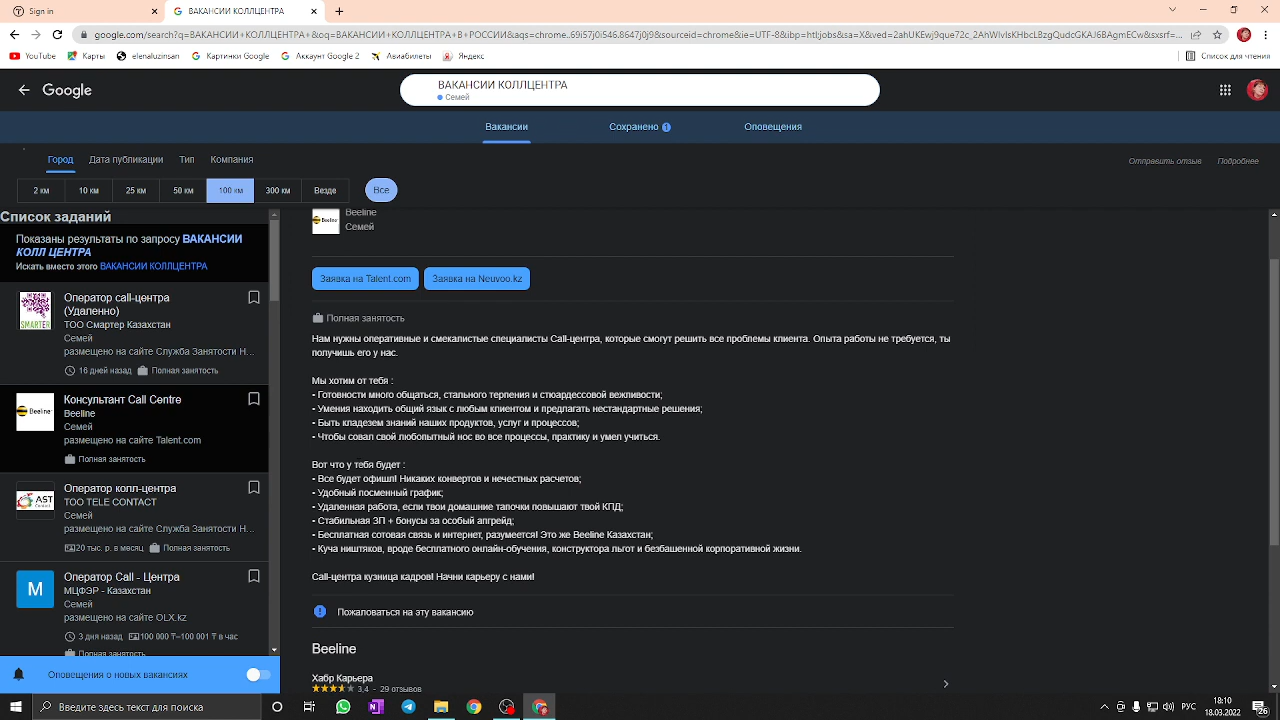 Sign in
ВАКАНСИИ КОЛЛЦЕНТРА
YouTube
Карты
elenaluzinsari
Картинки Google
Аккаунт Google 2
Авиабилеты
Яндекс
Список для чтения
Google
ВАКАНСИИ КОЛЛЦЕНТРА
Семей
Вакансии
Сохранено 1
Оповещения
Город
Дата публикации
Тип
Компания
Отправить отзыв
Подробнее
2 км
10 км
25 км
50 км
100 км
300 км
Везде
Все
Список заданий
Показаны результаты по запросу ВАКАНСИИ
КОЛЛ ЦЕНТРА
Искать вместо этого ВАКАНСИИ КОЛЛЦЕНТРА
SMARTER
Оператор call-центра
(Удаленно)
ТОО Смартер Казахстан
Семей
размещено на сайте Служба Занятости Н...
16 дней назад
Полная занятость
Beeline
Консультант Call Centre
Beeline
Семей
размещено на сайте Talent.com
Полная занятость
AST
Contact
Оператор колл-центра
ТОО TELE CONTACT
Семей
размещено на сайте Служба Занятости Н...
20 тыс. р. в месяц
Полная занятость
М
Оператор Call - Центра
МЦФЭР - Казахстан
Семей
размещено на сайте OLX.kz
3 дня назад
100 000 ₸–100 001 ₸ в час
Полная занятость
Оповещения о новых вакансиях
Beeline
Beeline
Семей
Заявка на Talent.com
Заявка на Neuvoo.kz
Полная занятость
Нам нужны оперативные и смекалистые специалисты Call-центра, которые смогут решить все проблемы клиента. Опыта работы не требуется, ты
получишь его у нас.
Мы хотим от тебя :
- Готовности много общаться, стального терпения и стюардессовой вежливости;
- Умения находить общий язык с любым клиентом и предлагать нестандартные решения;
- Быть кладезем знаний наших продуктов, услуг и процессов;
- Чтобы совал свой любопытный нос во все процессы, практику и умел учиться.
Вот что у тебя будет :
- Все будет офишл! Никаких конвертов и нечестных расчетов;
- Удобный посменный график;
- Удаленная работа, если твои домашние тапочки повышают твой КПД;
- Стабильная ЗП + бонусы за особый апгрейд;
- Бесплатная сотовая связь и интернет, разумеется! Это же Beeline Казахстан;
- Куча ништяков, вроде бесплатного онлайн-обучения, конструктора льгот и безбашенной корпоративной жизни.
Call-центра кузница кадров! Начни карьеру с нами!
Пожаловаться на эту вакансию
Beeline
Хабр Карьера
3,4 - 29 отзывов
Введите здесь текст для поиска
РУС
18:10
18.03.2022
26